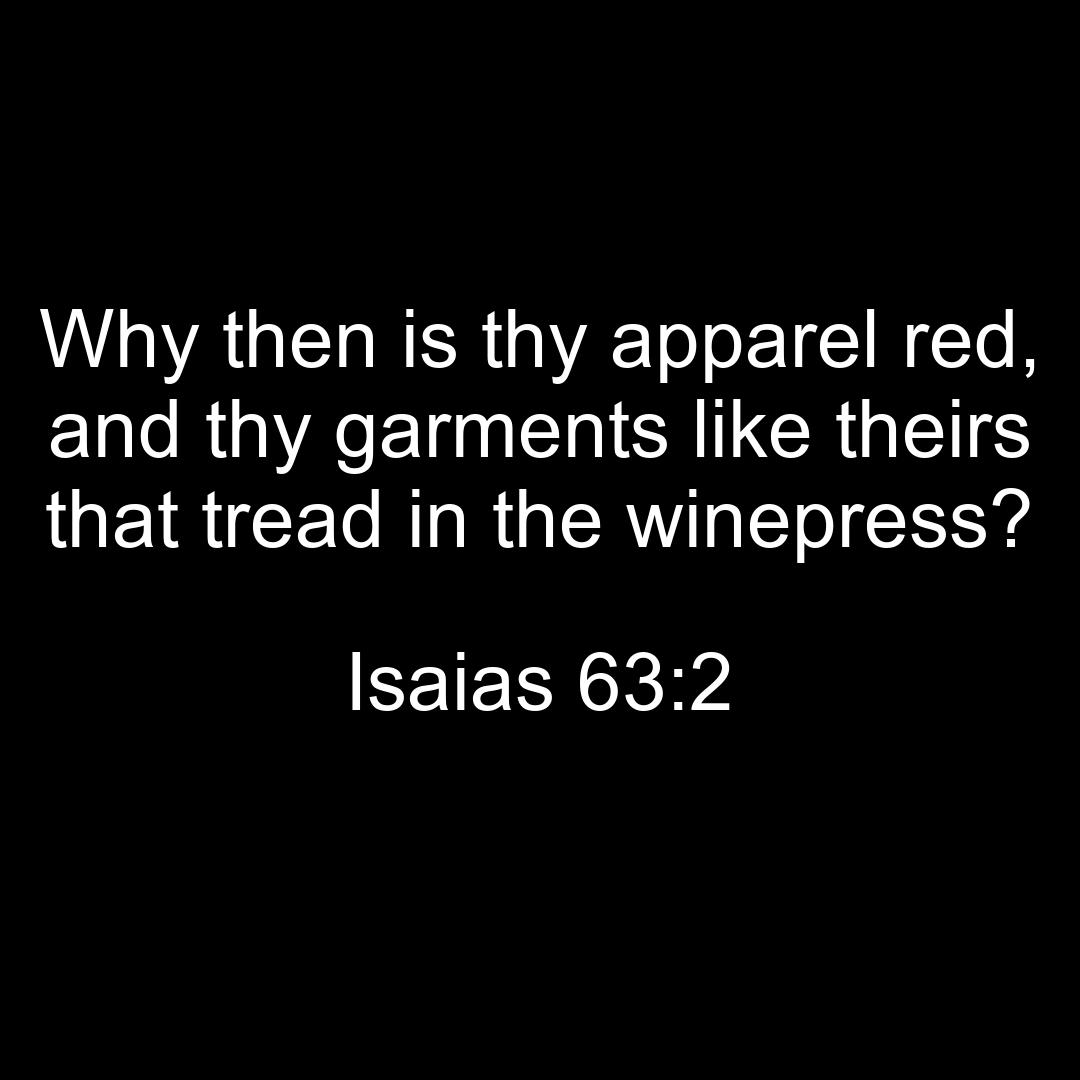 Why then is thy apparel red,
and thy garments like theirs
that tread in the winepress?
Isaias 63:2